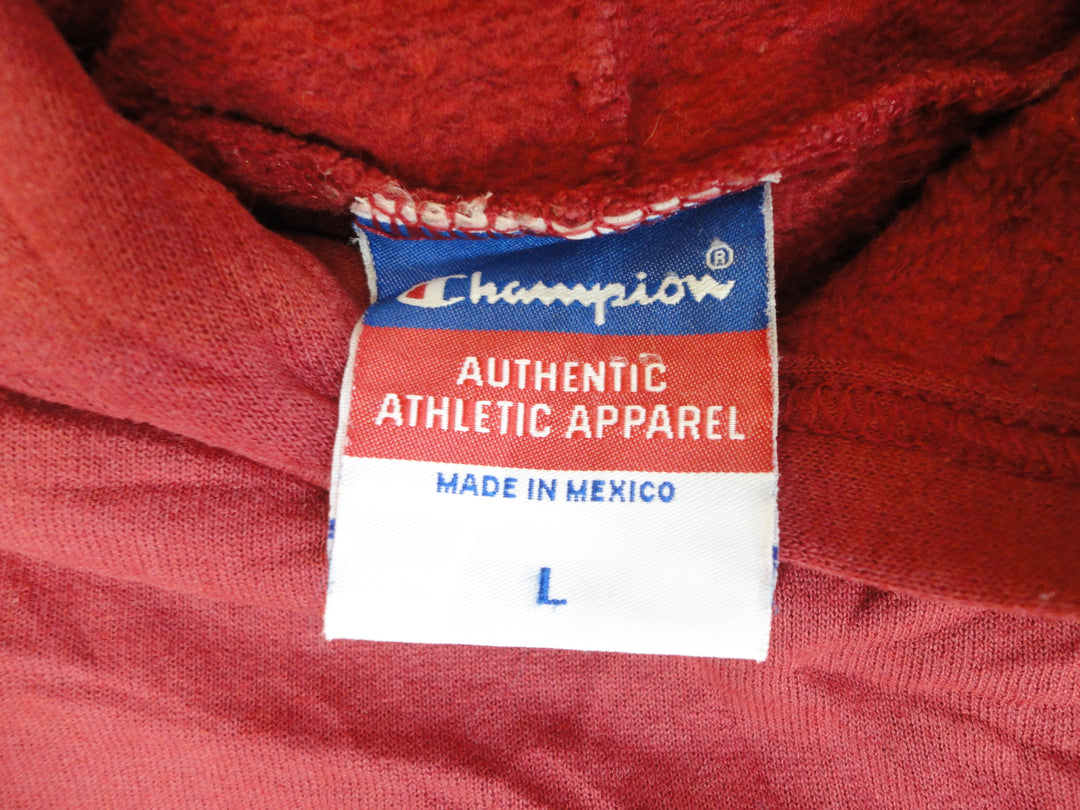 Champion®
AUTHENTIC
ATHLETIC APPAREL
MADE IN MEXICO
L